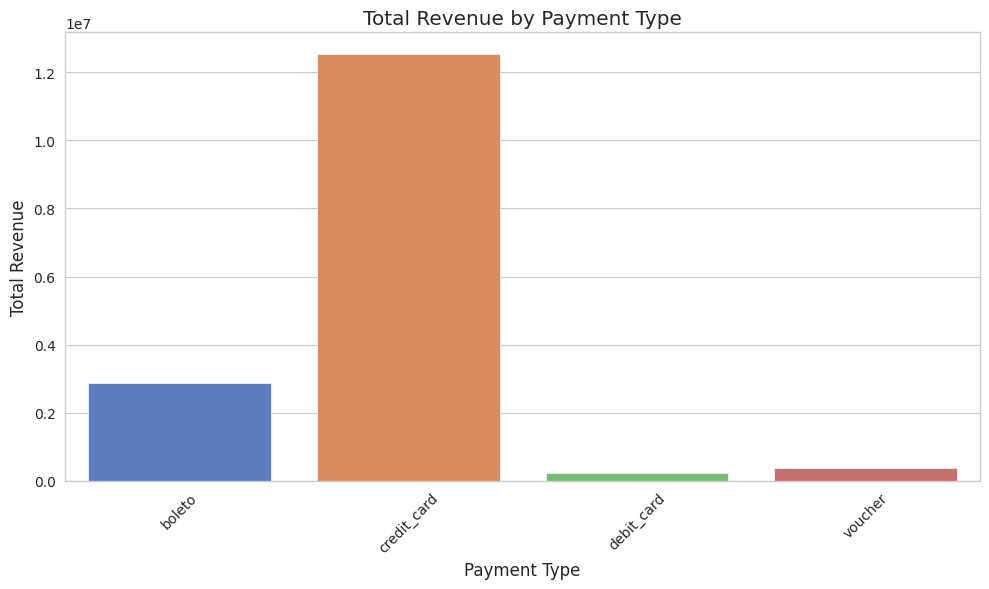 Total Revenue by Payment Type
1e7
1.2
1.0
0.8
0.6
0.4
0.2
0.0
Total Revenue
boleto
credit_card
debit_card
voucher
Payment Type